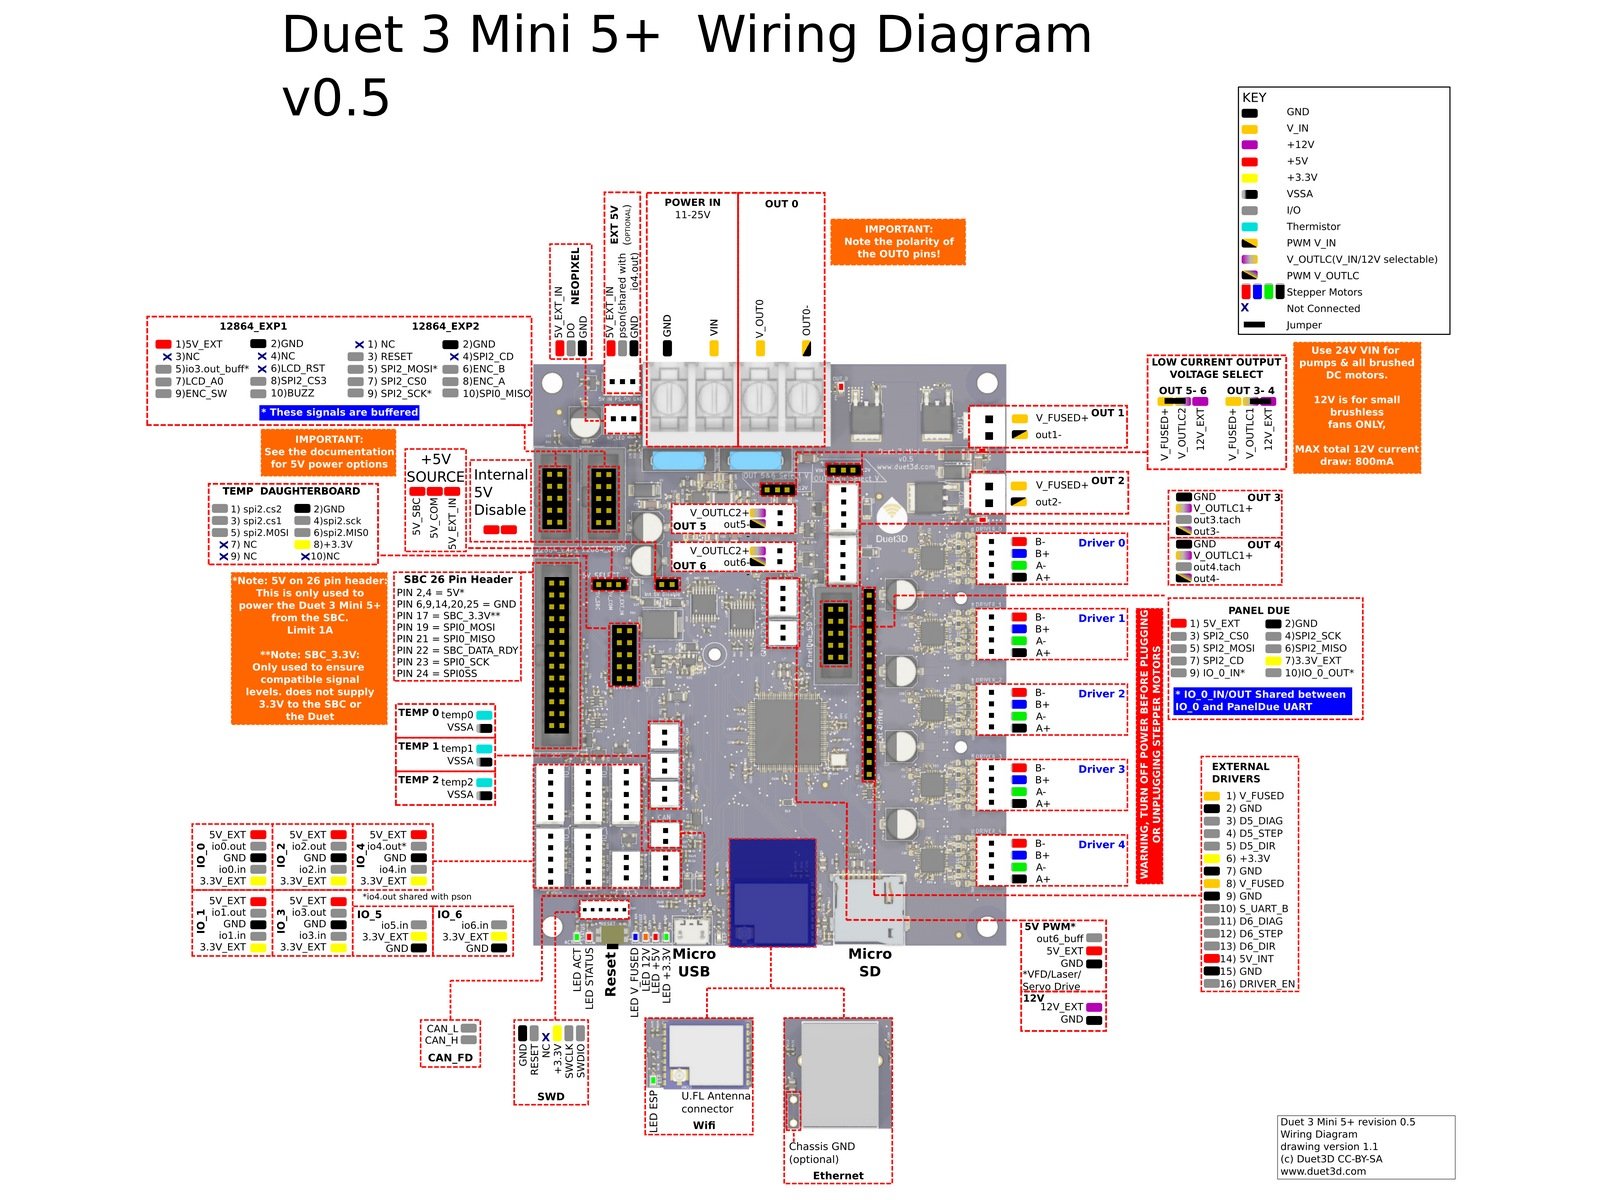 Duet 3 Mini 5+  Wiring Diagram
v0.5
KEY
GND
V_IN
+12V
+5V
+3.3V
VSSA
I/O
Thermistor
PWM V_IN
V_OUTLC(V_IN/12V selectable)
PWM V_OUTLC
Stepper Motors
X Not Connected
Jumper
NEOPIXEL
5V_EXT_IN
DO
GND
EXT 5V
(OPTIONAL)
5V_EXT_IN
pson(shared with
io4.out)
GND
POWER IN
11-25V
GND
VIN
OUT 0
V_OUT0
OUT0-
IMPORTANT:
Note the polarity of
the OUT0 pins!
12864_EXP1
1)5V_EXT 2)GND
3)NC 4)NC
5)io3.out_buff* 6)LCD_RST
7)LCD_A0 8)SPI2_CS3
9)ENC_SW 10)BUZZ
12864_EXP2
1) NC 2)GND
3) RESET 4)SPI2_CD
5) SPI2_MOSI* 6)ENC_B
7) SPI2_CS0 8)ENC_A
9) SPI2_SCK* 10)SPI0_MISO
* These signals are buffered
IMPORTANT:
See the documentation
for 5V power options
+5V
SOURCE
5V_SBC
5V_COM
5V_EXT_IN
Internal
5V
Disable
TEMP  DAUGHTERBOARD
1) spi2.cs2 2)GND
3) spi2.cs1 4)spi2.sck
5) spi2.MOSI 6)spi2.MIS0
7) NC 8)+3.3V
9) NC 10)NC
*Note: 5V on 26 pin header:
This is only used to
power the Duet 3 Mini 5+
from the SBC.
Limit 1A
**Note: SBC_3.3V:
Only used to ensure
compatible signal
levels. does not supply
3.3V to the SBC or
the Duet
SBC 26 Pin Header
PIN 2,4 = 5V*
PIN 6,9,14,20,25 = GND
PIN 17 = SBC_3.3V**
PIN 19 = SPI0_MOSI
PIN 21 = SPI0_MISO
PIN 22 = SBC_DATA_RDY
PIN 23 = SPI0_SCK
PIN 24 = SPI0SS
TEMP 0 temp0
VSSA
TEMP 1 temp1
VSSA
TEMP 2 temp2
VSSA
IO_0
5V_EXT
io0.out
GND
io0.in
3.3V_EXT
IO_2
5V_EXT
io2.out
GND
io2.in
3.3V_EXT
IO_4
5V_EXT
io4.out*
GND
io4.in
3.3V_EXT
*io4.out shared with pson
IO_1
5V_EXT
io1.out
GND
io1.in
3.3V_EXT
IO_3
5V_EXT
io3.out
GND
io3.in
3.3V_EXT
IO_5
io5.in
3.3V_EXT
GND
IO_6
io6.in
3.3V_EXT
GND
V_OUTLC2+
OUT 5 out5-
V_OUTLC2+
OUT 6 out6-
v0.5
www.duet3d.com
Duet3D
CAN
V_FUSED+ OUT 1
out1-
V_FUSED+ OUT 2
out2-
B- Driver 0
B+
A-
A+
B- Driver 1
B+
A-
A+
B- Driver 2
B+
A-
A+
B- Driver 3
B+
A-
A+
B- Driver 4
B+
A-
A+
WARNING, TURN OFF POWER BEFORE PLUGGING
OR UNPLUGGING STEPPER MOTORS
LOW CURRENT OUTPUT
VOLTAGE SELECT
OUT 5- 6 OUT 3- 4
V_FUSED+
V_OUTLC2
12V_EXT
V_FUSED+
V_OUTLC1
12V_EXT
Use 24V VIN for
pumps & all brushed
DC motors.
12V is for small
brushless
fans ONLY,
MAX total 12V current
draw: 800mA
GND OUT 3
V_OUTLC1+
out3.tach
out3-
GND OUT 4
V_OUTLC1+
out4.tach
out4-
PANEL DUE
1) 5V_EXT 2)GND
3) SPI2_CS0 4)SPI2_SCK
5) SPI2_MOSI 6)SPI2_MISO
7) SPI2_CD 7)3.3V_EXT
9) IO_0_IN* 10)IO_0_OUT*
* IO_0_IN/OUT Shared between
IO_0 and PanelDue UART
EXTERNAL
DRIVERS
1) V_FUSED
2) GND
3) D5_DIAG
4) D5_STEP
5) D5_DIR
6) +3.3V
7) GND
8) V_FUSED
9) GND
10) S_UART_B
11) D6_DIAG
12) D6_STEP
13) D6_DIR
14) 5V_INT
15) GND
16) DRIVER_EN
5V PWM*
out6_buff
5V_EXT
GND
*VFD/Laser/
Servo Drive
12V
12V_EXT
GND
LED ACT
LED STATUS
Reset
LED V_FUSED
LED 12V
LED +5V
LED +3.3V
Micro
USB
Micro
SD
CAN_L
CAN_H
CAN_FD
GND
RESET
NC
+3.3V
SWCLK
SWDIO
SWD
LED ESP
U.FL Antenna
connector
Wifi
Chassis GND
(optional)
Ethernet
Duet 3 Mini 5+ revision 0.5
Wiring Diagram
drawing version 1.1
(c) Duet3D CC-BY-SA
www.duet3d.com